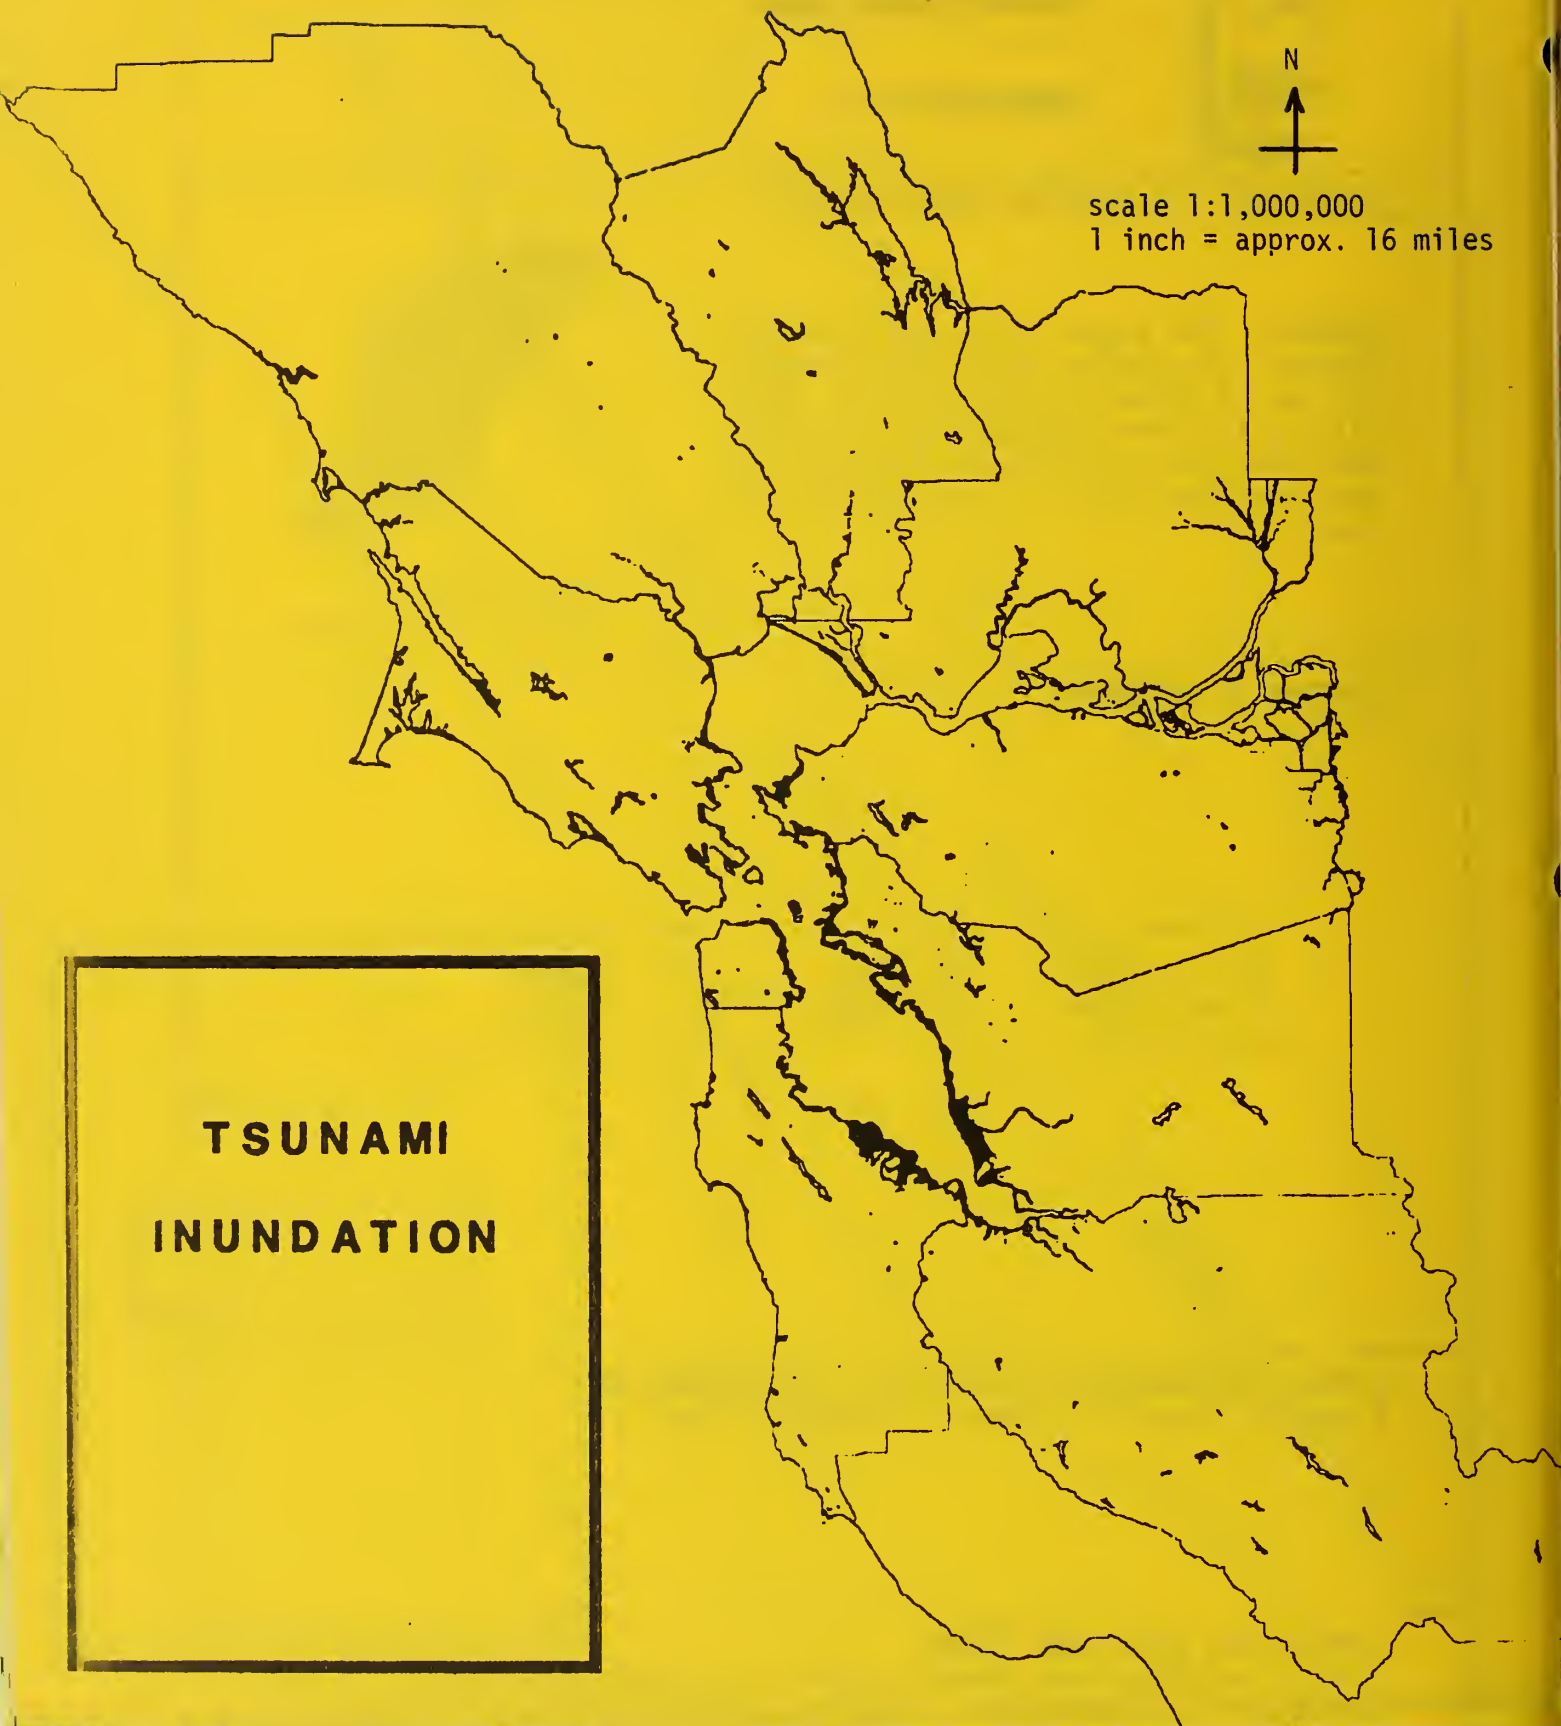 N
scale 1:1,000,000
1 inch = approx. 16 miles
TSUNAMI
INUNDATION